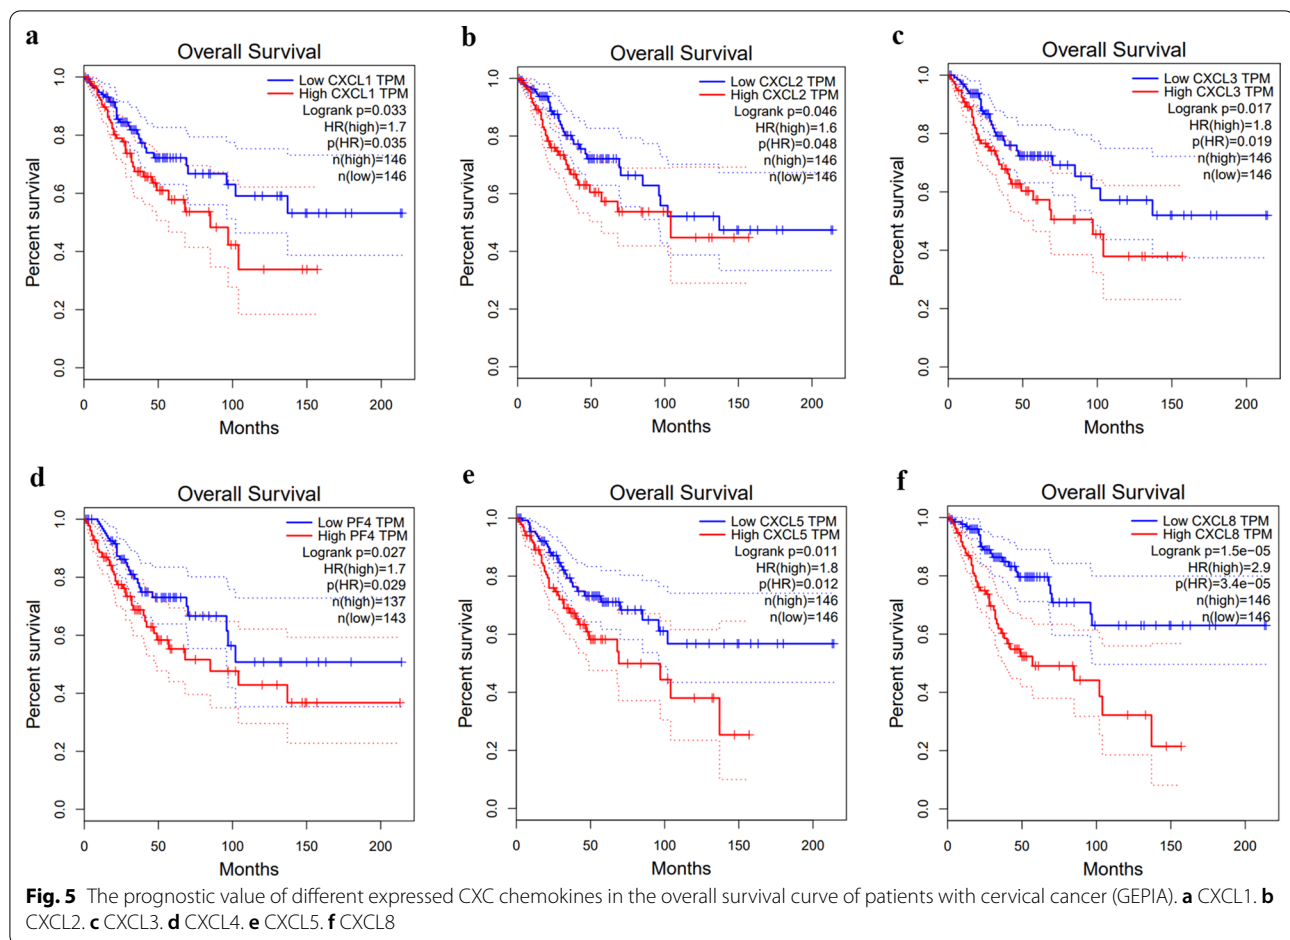 a
Overall Survival
Low CXCL1 TPM
High CXCL1 TPM
Logrank p=0.033
HR(high)=1.7
p(HR)=0.035
n(high)=146
n(low)=146
Percent survival
1.0
0.8
0.6
0.4
0.2
0.0
0 50 100 150 200
Months
b
Overall Survival
Low CXCL2 TPM
High CXCL2 TPM
Logrank p=0.046
HR(high)=1.6
p(HR)=0.048
n(high)=146
n(low)=146
Percent survival
1.0
0.8
0.6
0.4
0.2
0.0
0 50 100 150 200
Months
c
Overall Survival
Low CXCL3 TPM
High CXCL3 TPM
Logrank p=0.017
HR(high)=1.8
p(HR)=0.019
n(high)=146
n(low)=146
Percent survival
1.0
0.8
0.6
0.4
0.2
0.0
0 50 100 150 200
Months
d
Overall Survival
Low PF4 TPM
High PF4 TPM
Logrank p=0.027
HR(high)=1.7
p(HR)=0.029
n(high)=137
n(low)=143
Percent survival
1.0
0.8
0.6
0.4
0.2
0.0
0 50 100 150 200
Months
e
Overall Survival
Low CXCL5 TPM
High CXCL5 TPM
Logrank p=0.011
HR(high)=1.8
p(HR)=0.012
n(high)=146
n(low)=146
Percent survival
1.0
0.8
0.6
0.4
0.2
0.0
0 50 100 150 200
Months
f
Overall Survival
Low CXCL8 TPM
High CXCL8 TPM
Logrank p=1.5e-05
HR(high)=2.9
p(HR)=3.4e-05
n(high)=146
n(low)=146
Percent survival
1.0
0.8
0.6
0.4
0.2
0.0
0 50 100 150 200
Months
Fig. 5 The prognostic value of different expressed CXC chemokines in the overall survival curve of patients with cervical cancer (GEPIA). a CXCL1. b
CXCL2. c CXCL3. d CXCL4. e CXCL5. f CXCL8